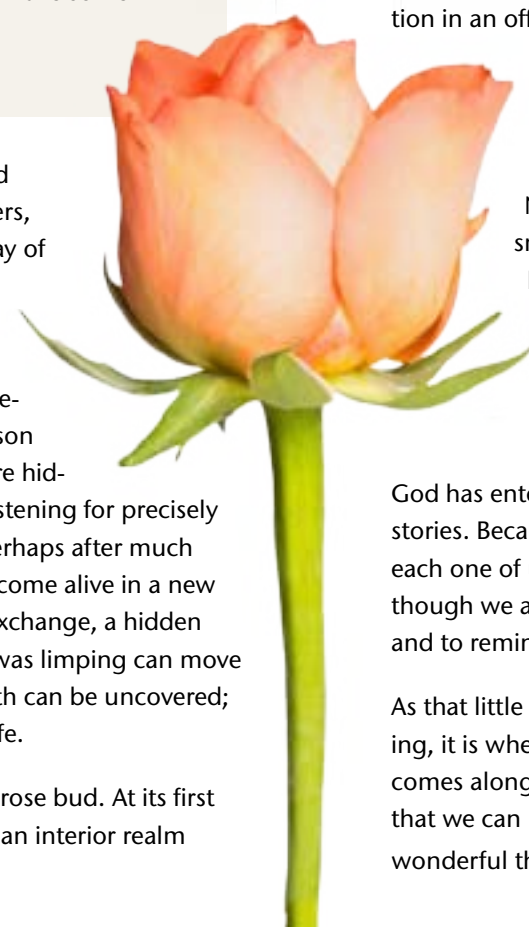 ers,
ay of
e-
son
re hid-
stening for precisely
erhaps after much
come alive in a new
xchange, a hidden
was limping can move
th can be uncovered;
fe.
rose bud. At its first
an interior realm
tion in an off
God has ent
stories. Beca
each one of
though we a
and to remin
As that little
ing, it is whe
comes along
that we can
wonderful th